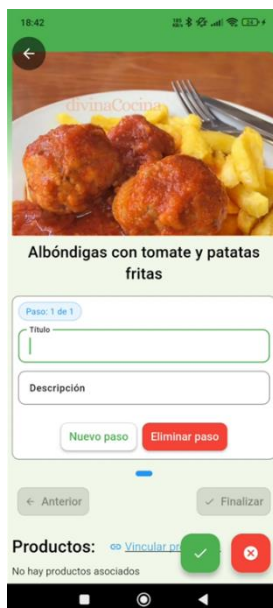 18:42
divinaCocina
Albóndigas con tomate y patatas
fritas
Paso: 1 de 1
Título
Descripción
Nuevo paso
Eliminar paso
Anterior
Finalizar
Productos:
Vincular pr
No hay productos asociados